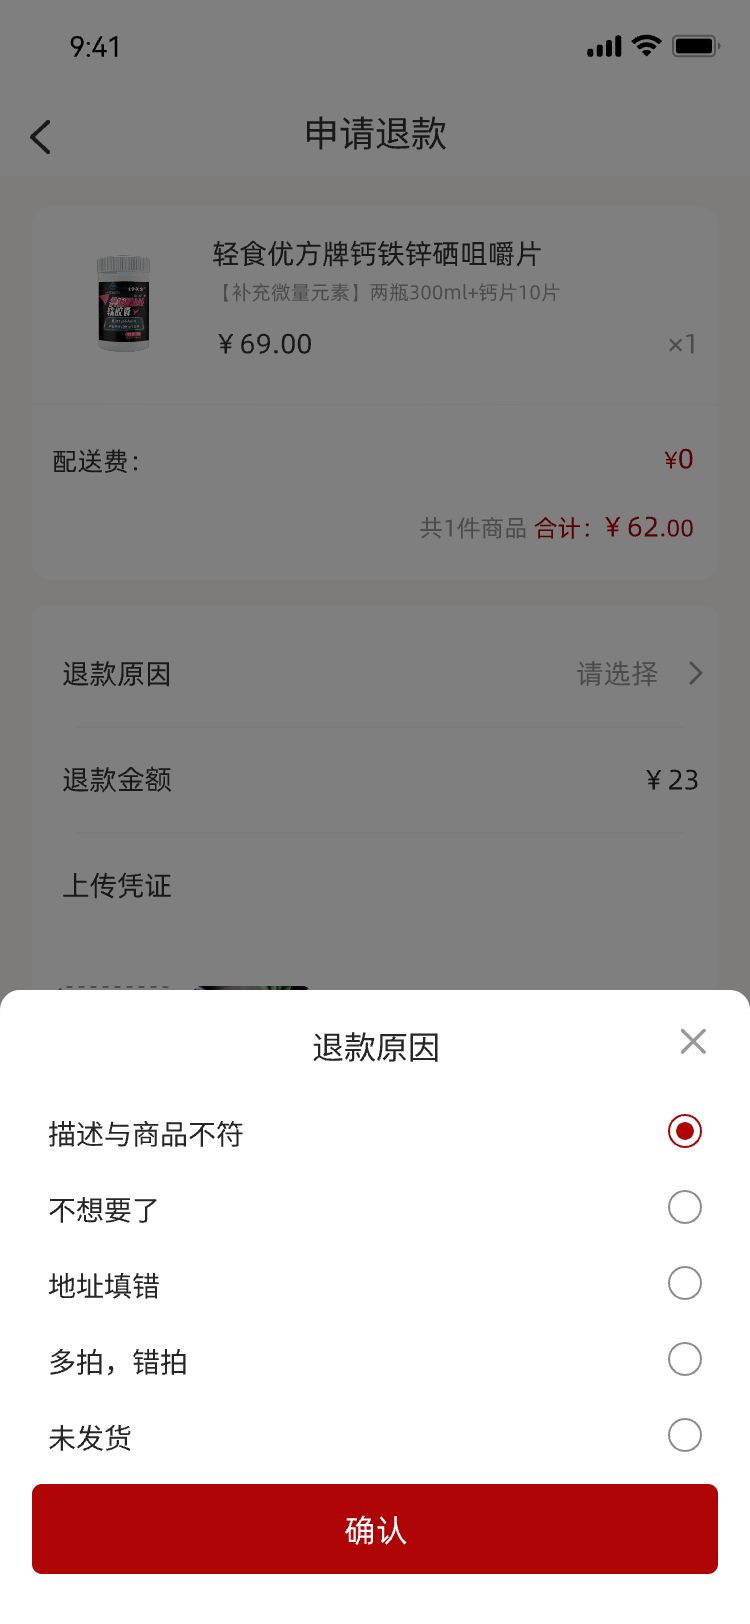 9:41
申请退款
轻食优方牌钙铁锌硒咀嚼片
【补充微量元素】两瓶300ml+钙片10片
¥ 69.00 ×1
配送费： ¥0
共1件商品 合计：¥ 62.00
退款原因 请选择
退款金额 ¥ 23
上传凭证
退款原因
描述与商品不符
不想要了
地址填错
多拍，错拍
未发货
确认